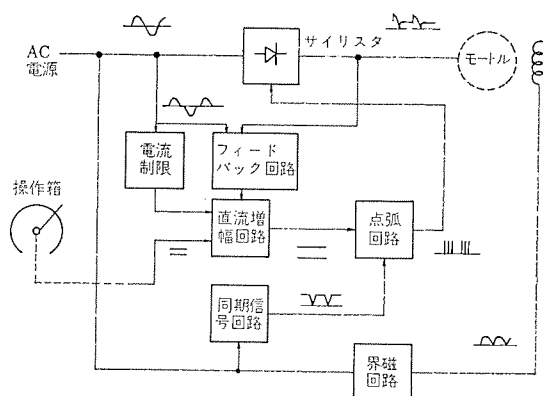 AC
電源
サイリスタ
モートル
電流
制限
フィード
バック回路
操作箱
直流増
幅回路
点弧
回路
同期信
号回路
界磁
回路